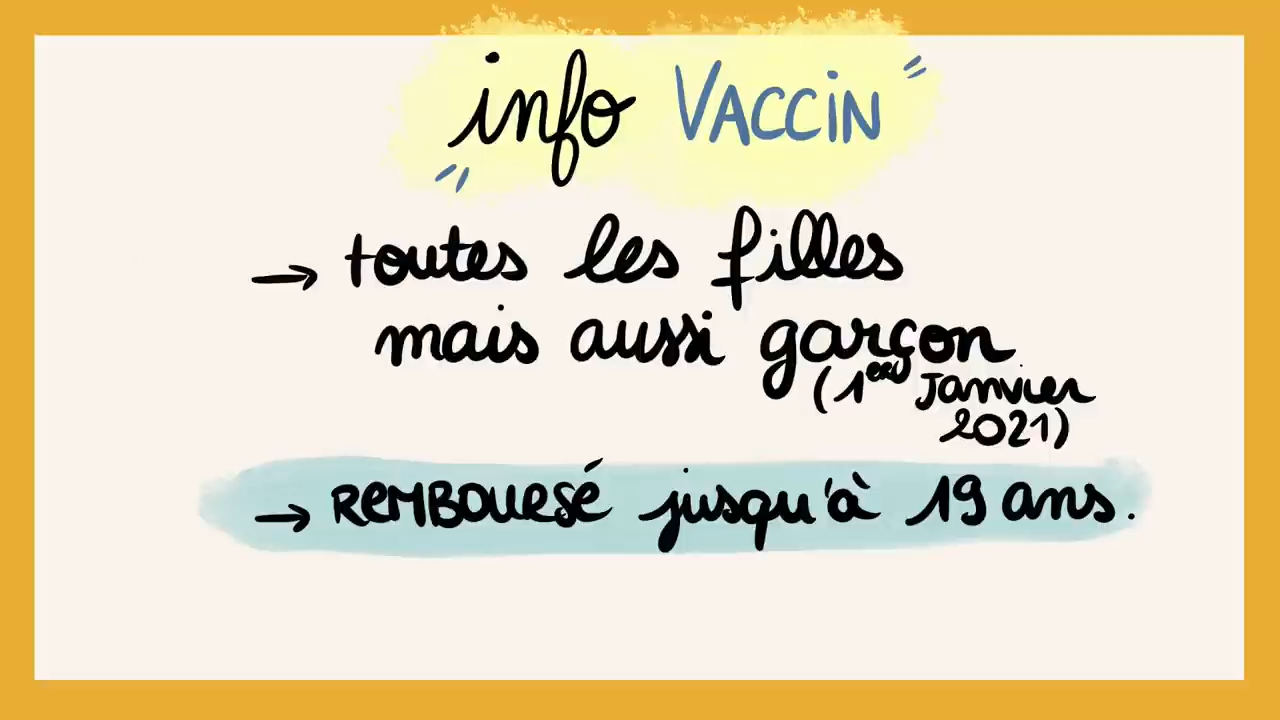 info VACCiN
→ toutes les filles
mais aussi garçon
(1er Janvier
2021)
→ REMBOURSÉ jusqu'à 19 ans.